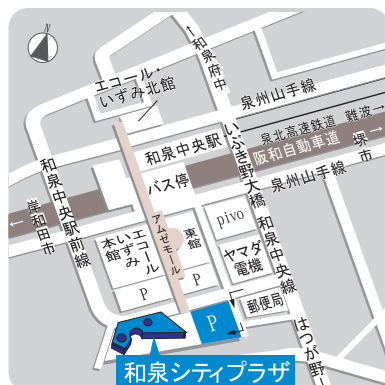 ←和泉府中
エコール・
いずみ北館
泉州山手線
泉北高速鉄道 難波→
和泉中央駅
いぶき野大橋
阪和自動車道
堺市→
バス停
泉州山手線
和泉中央駅前線
←岸和田市
エコール
いずみ
本館
アムゼモール
東館
pivo
和泉中央線
ヤマダ
電機
P
P
郵便局
P
はつが野
和泉シティプラザ